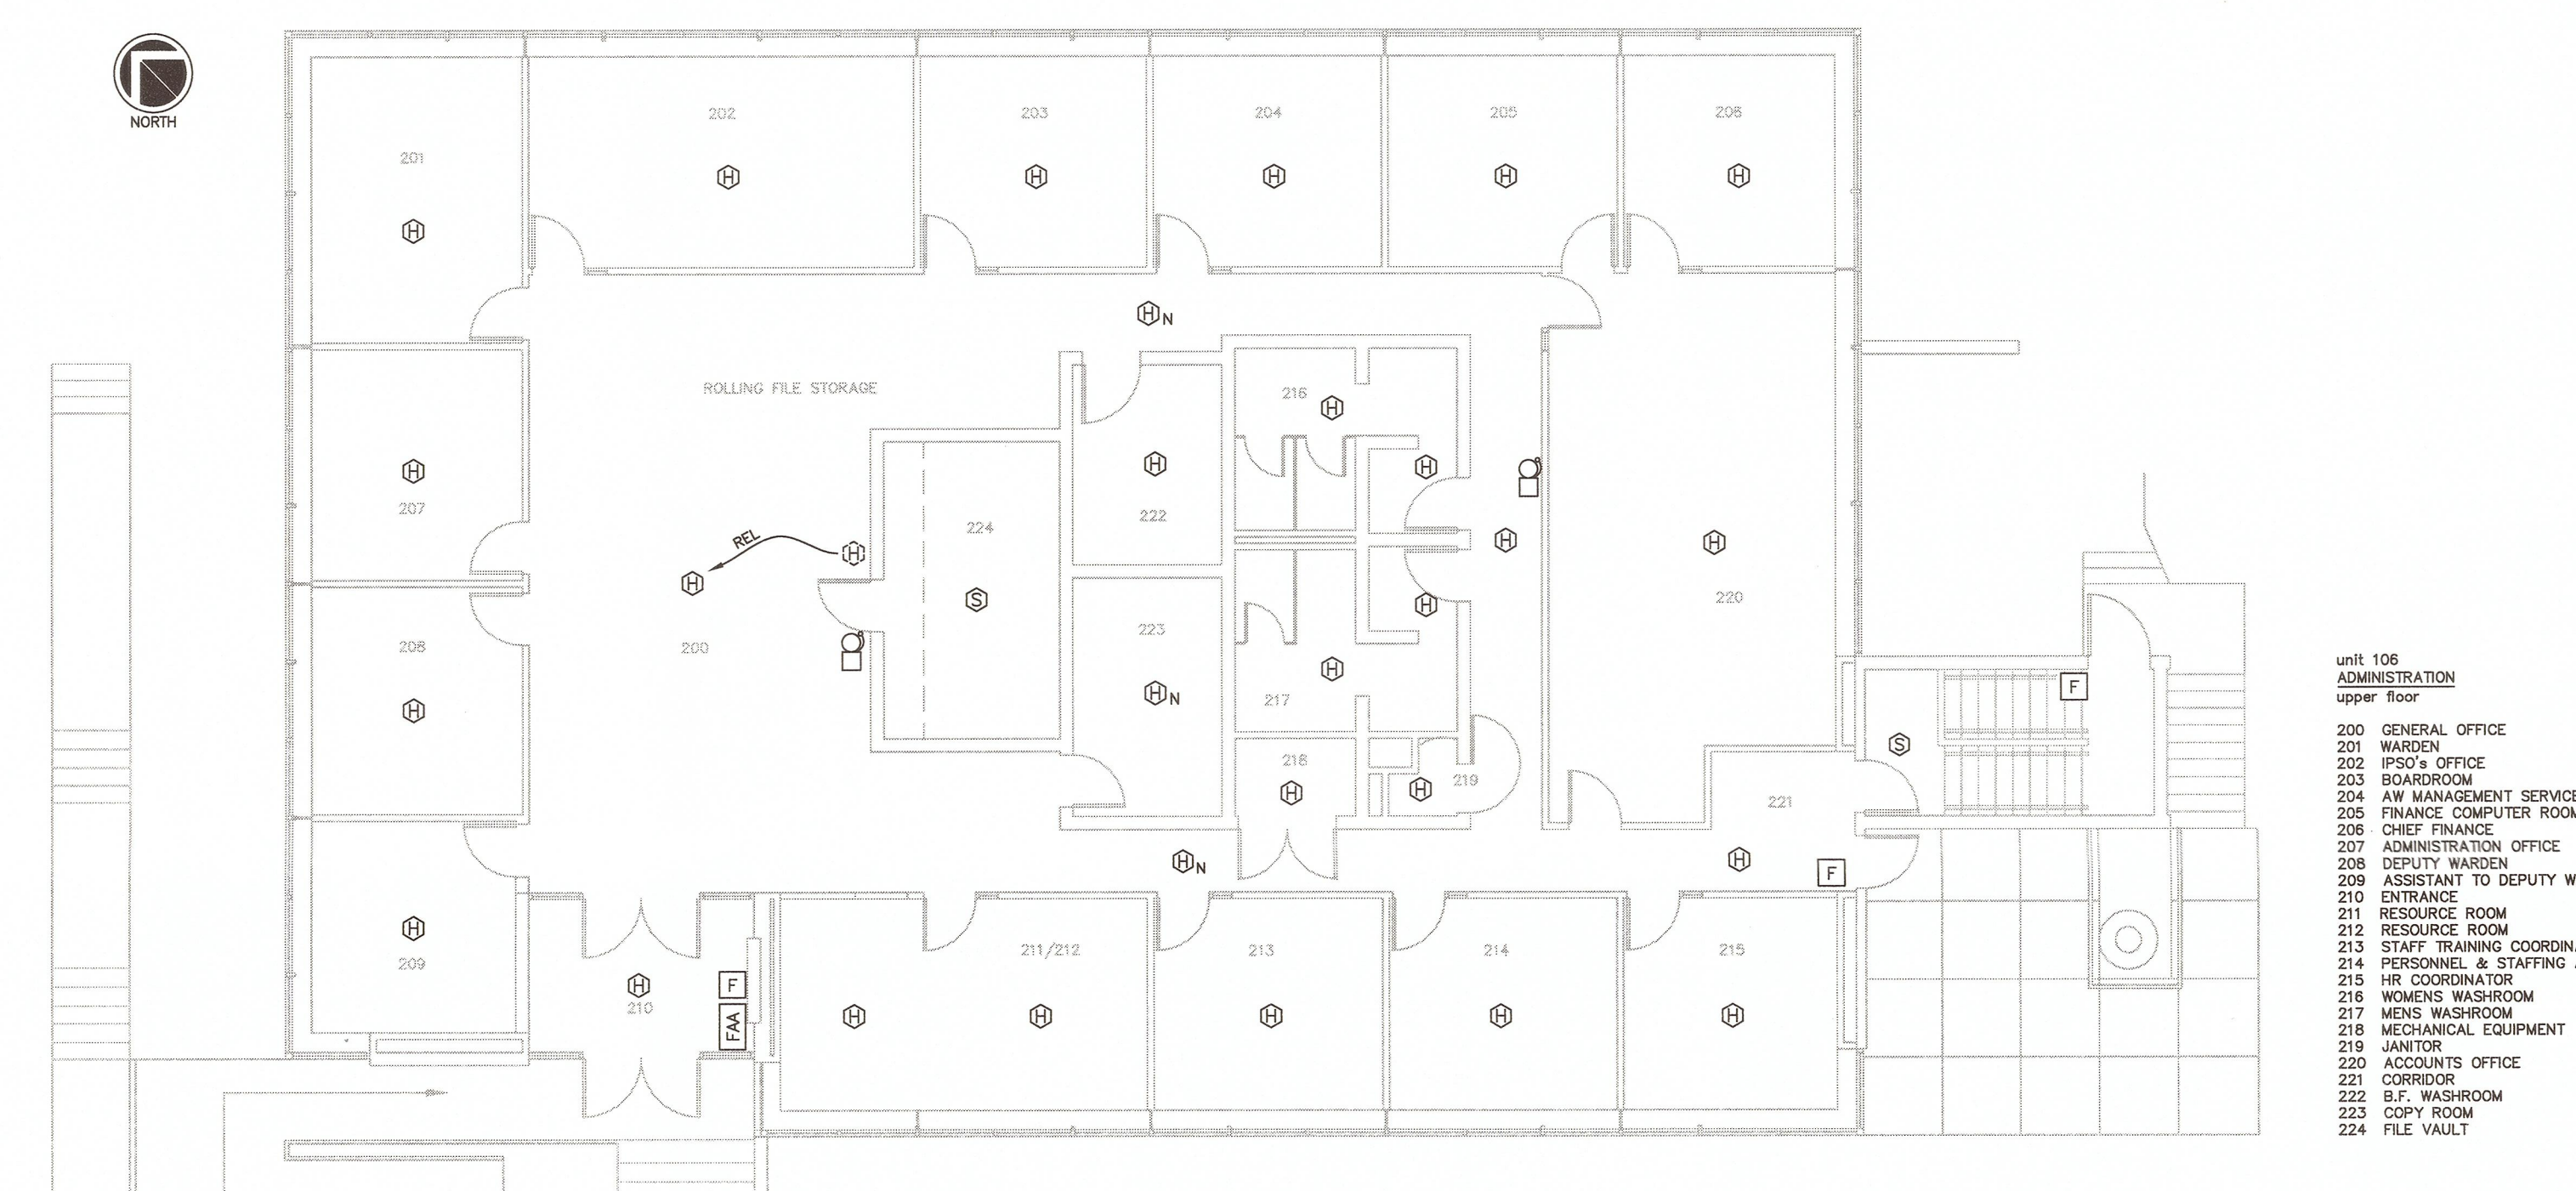 NORTH
201
202
203
204
205
206
H
H
H
H
H
H
HN
ROLLING FILE STORAGE
216
H
H
H
207
222
H
224
REL
H
H
S
200
H
H
220
H
208
H
223
HN
H
217
F
S
218
H
H
219
221
HN
H
F
H
209
H
210
F
FAA
211/212
213
214
215
H
H
H
H
H
unit 106
ADMINISTRATION
upper floor
200 GENERAL OFFICE
201 WARDEN
202 IPSO's OFFICE
203 BOARDROOM
204 AW MANAGEMENT SERVICE
205 FINANCE COMPUTER ROOM
206 CHIEF FINANCE
207 ADMINISTRATION OFFICE
208 DEPUTY WARDEN
209 ASSISTANT TO DEPUTY W
210 ENTRANCE
211 RESOURCE ROOM
212 RESOURCE ROOM
213 STAFF TRAINING COORDIN
214 PERSONNEL & STAFFING
215 HR COORDINATOR
216 WOMENS WASHROOM
217 MENS WASHROOM
218 MECHANICAL EQUIPMENT
219 JANITOR
220 ACCOUNTS OFFICE
221 CORRIDOR
222 B.F. WASHROOM
223 COPY ROOM
224 FILE VAULT